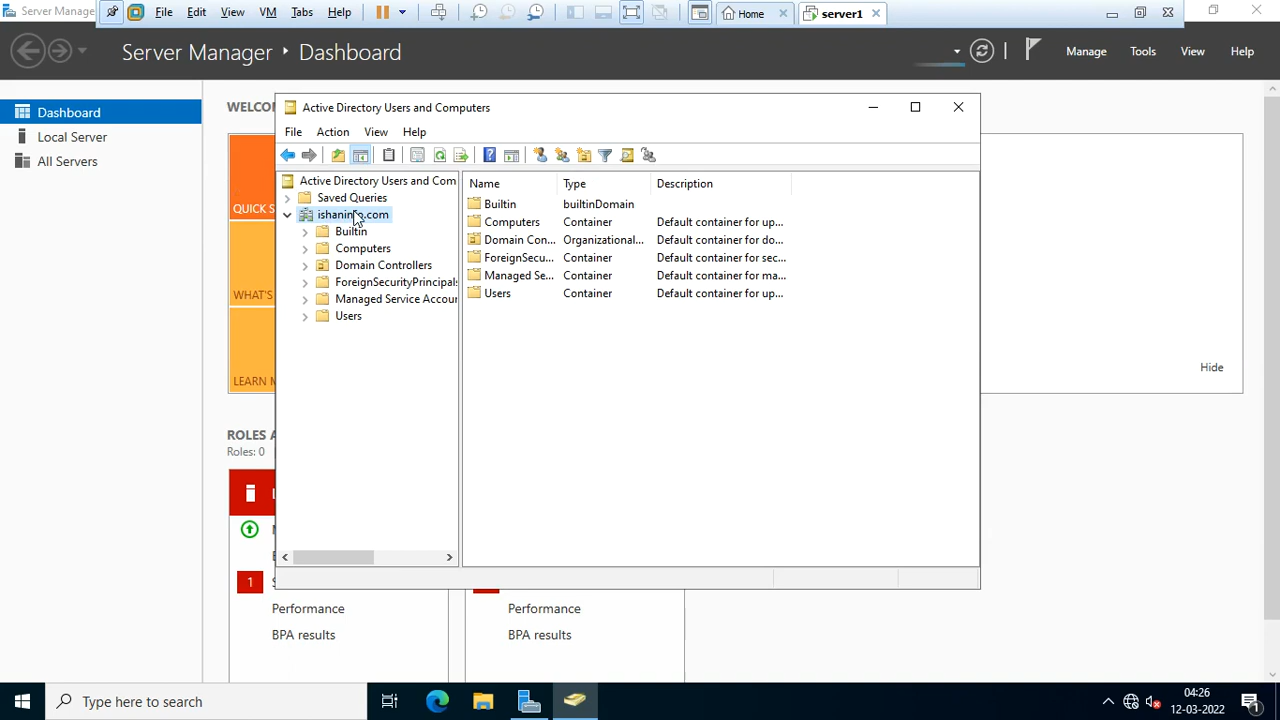 Server Manage
File Edit View VM Tabs Help
Home
server1
Server Manager
Dashboard
Manage Tools View Help
Dashboard
Local Server
All Servers
WELCO
QUICK S
WHAT'S
LEARN M
Hide
ROLES A
Roles: 0
1
Performance
BPA results
Performance
BPA results
Active Directory Users and Computers
File Action View Help
Active Directory Users and Com
Saved Queries
ishaninfo.com
Builtin
Computers
Domain Controllers
ForeignSecurityPrincipals
Managed Service Accour
Users
Name Type Description
Builtin builtinDomain
Computers Container Default container for up...
Domain Con... Organizational... Default container for do...
ForeignSecu... Container Default container for sec...
Managed Se... Container Default container for ma...
Users Container Default container for up...
Type here to search
04:26
12-03-2022
1